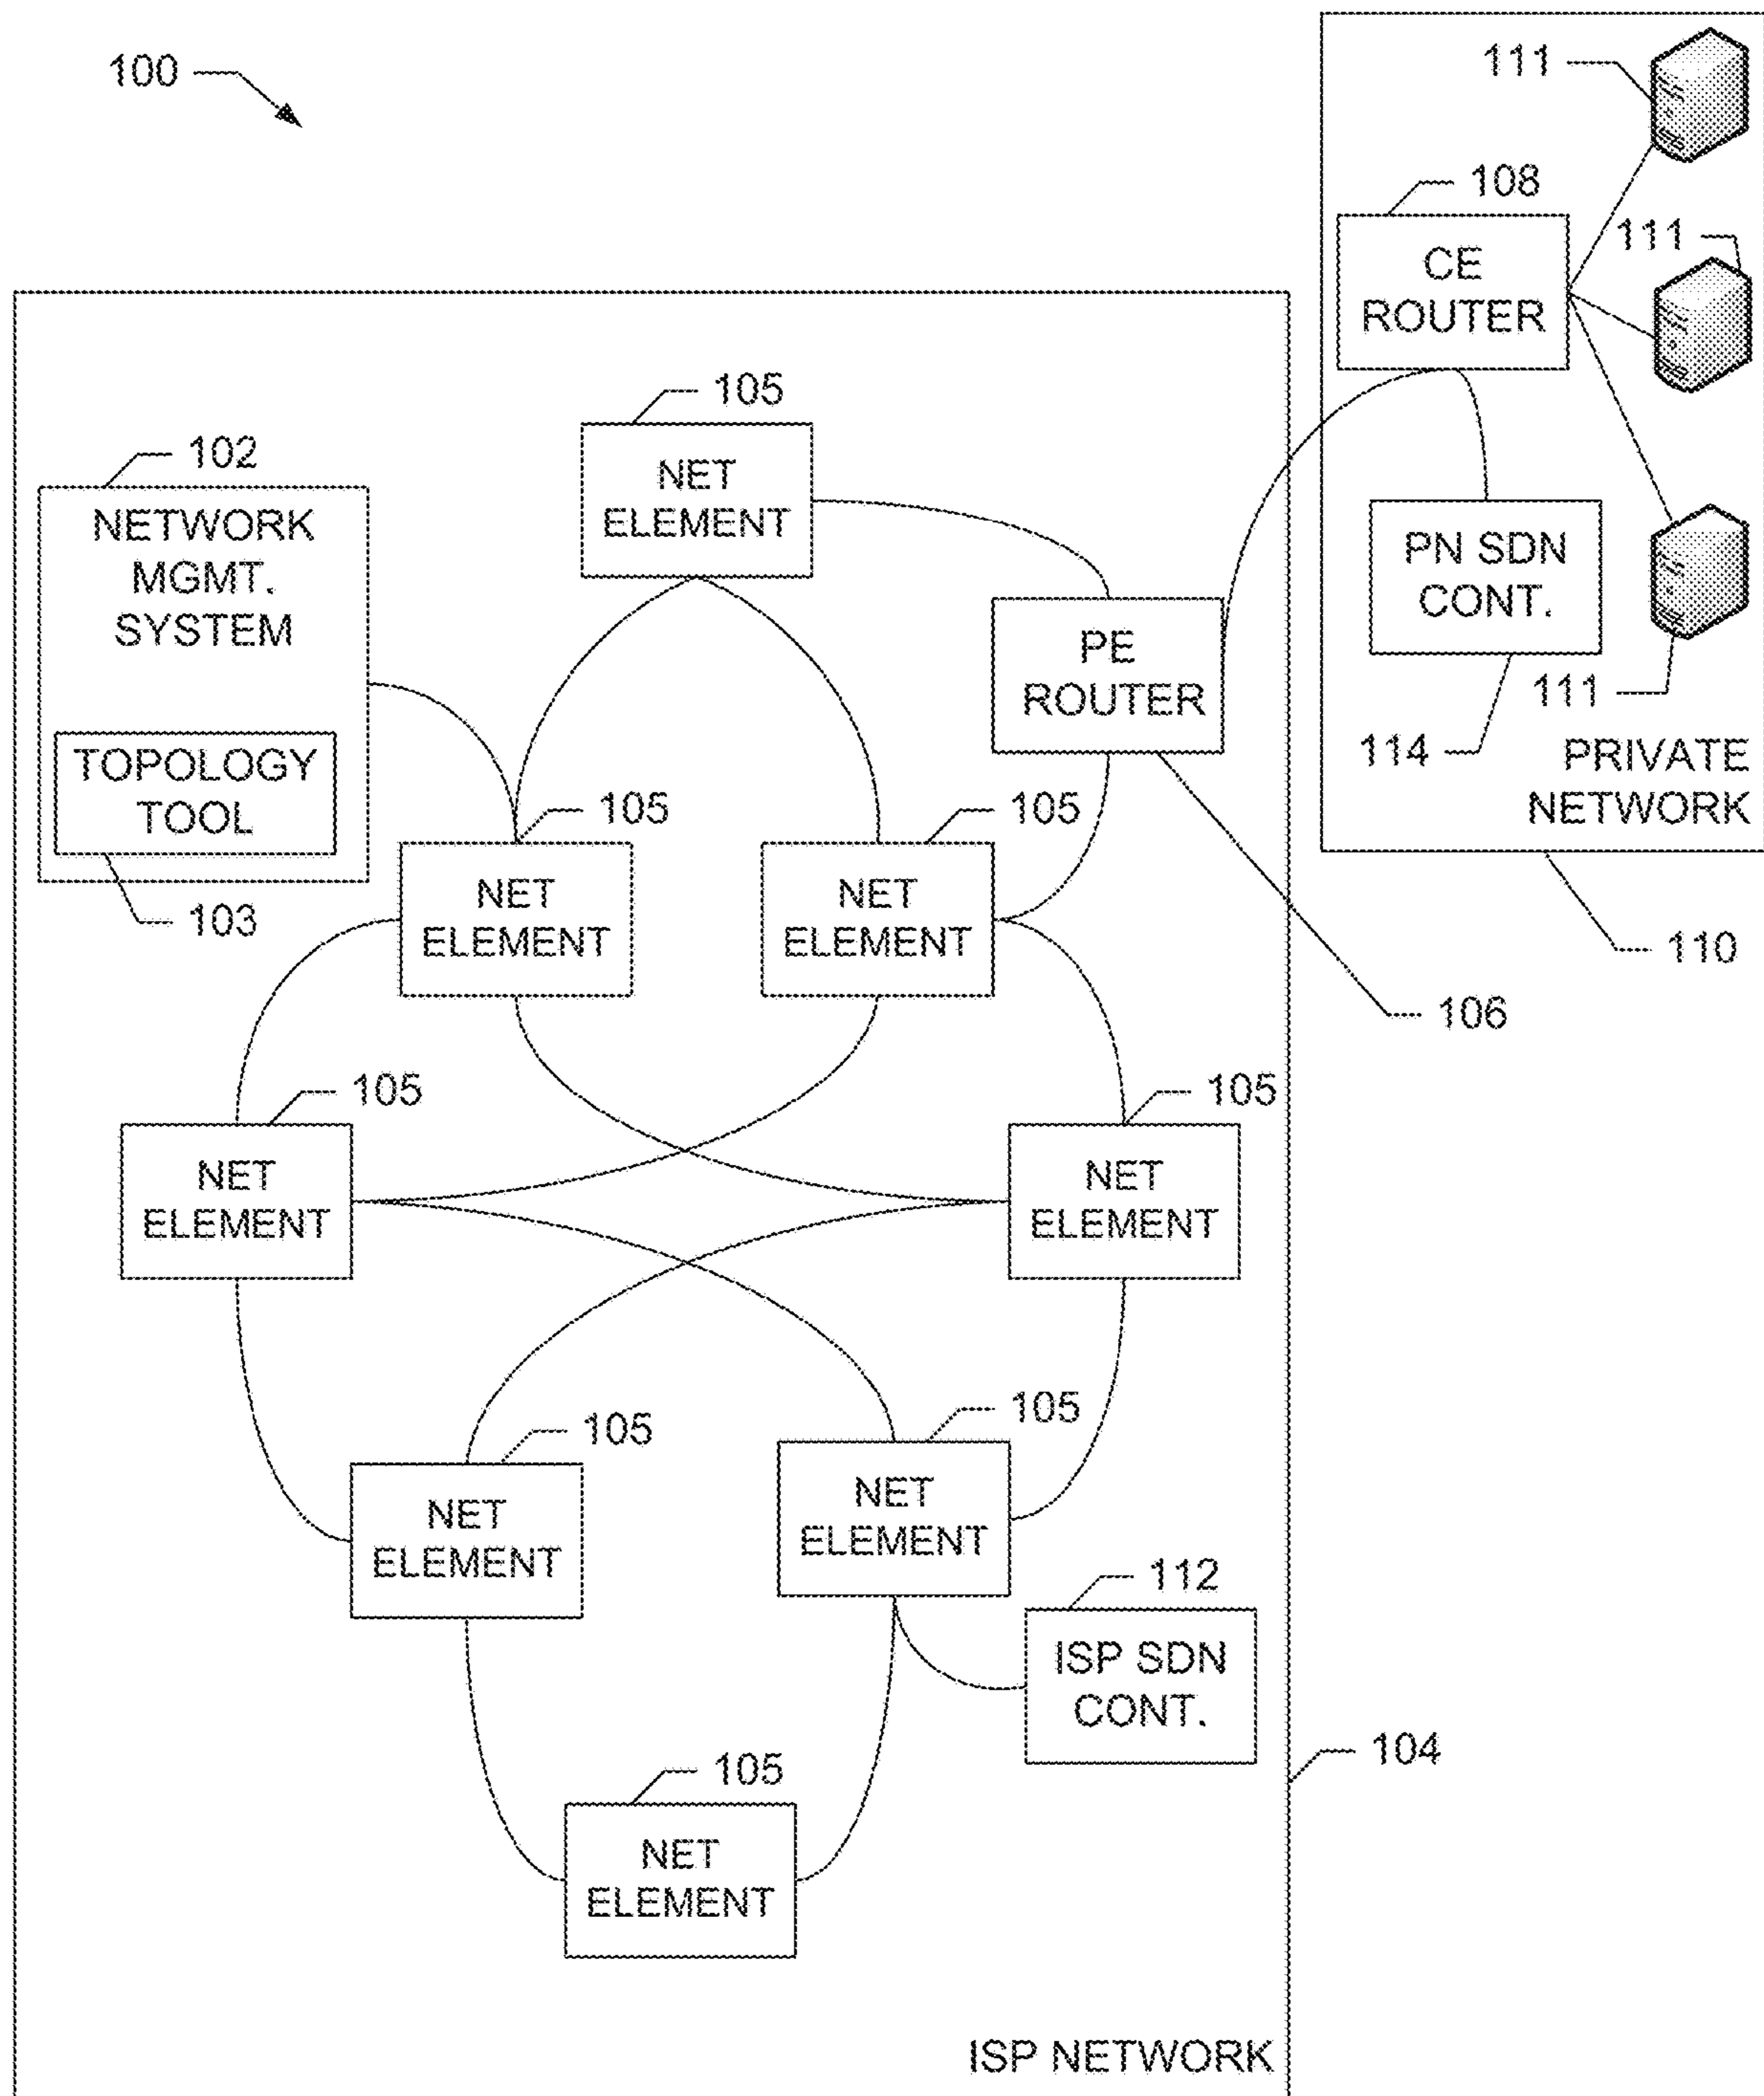 100
111
108
CE
ROUTER
111
105
NET
ELEMENT
102
NETWORK
MGMT.
SYSTEM
TOPOLOGY
TOOL
103
PE
ROUTER
PN SDN
CONT.
111
114
PRIVATE
NETWORK
110
106
105
NET
ELEMENT
105
NET
ELEMENT
105
NET
ELEMENT
105
NET
ELEMENT
105
NET
ELEMENT
105
NET
ELEMENT
112
ISP SDN
CONT.
104
105
NET
ELEMENT
ISP NETWORK